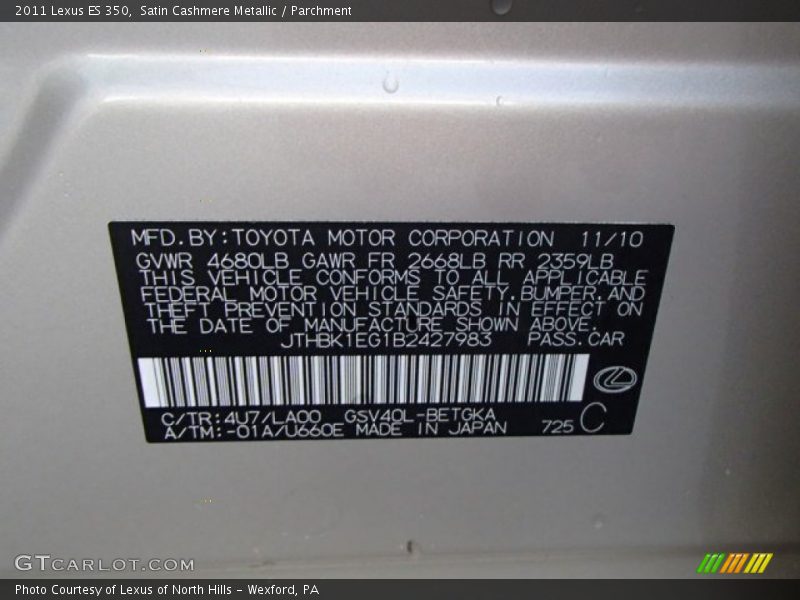 2011 Lexus ES 350, Satin Cashmere Metallic / Parchment
MFD.BY:TOYOTA MOTOR CORPORATION 11/10
GVWR 4680LB GAWR FR 2668LB RR 2359LB
THIS VEHICLE CONFORMS TO ALL APPLICABLE
FEDERAL MOTOR VEHICLE SAFETY,BUMPER,AND
THEFT PREVENTION STANDARDS IN EFFECT ON
THE DATE OF MANUFACTURE SHOWN ABOVE.
JTHBK1EG1B2427983 PASS.CAR
C/TR:4U7/LA00 GSV40L-BETGKA
A/TM:-01A/U660E MADE IN JAPAN 725 C
GTCARLOT.COM
Photo Courtesy of Lexus of North Hills - Wexford, PA